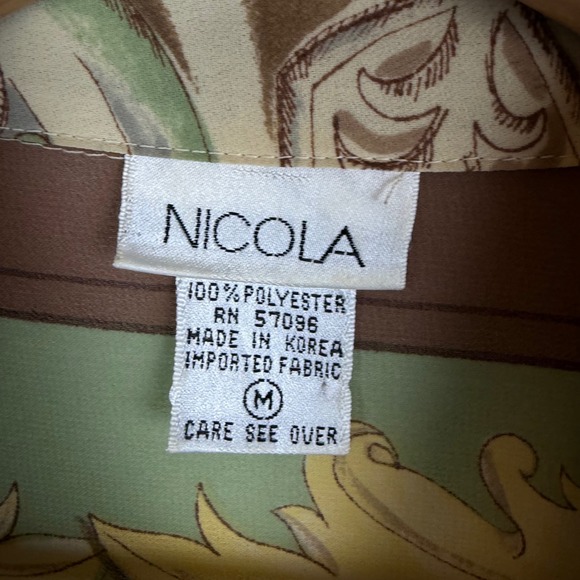 NICOLA
100% POLYESTER
RN 57096
MADE IN KOREA
IMPORTED FABRIC
M
CARE SEE OVER